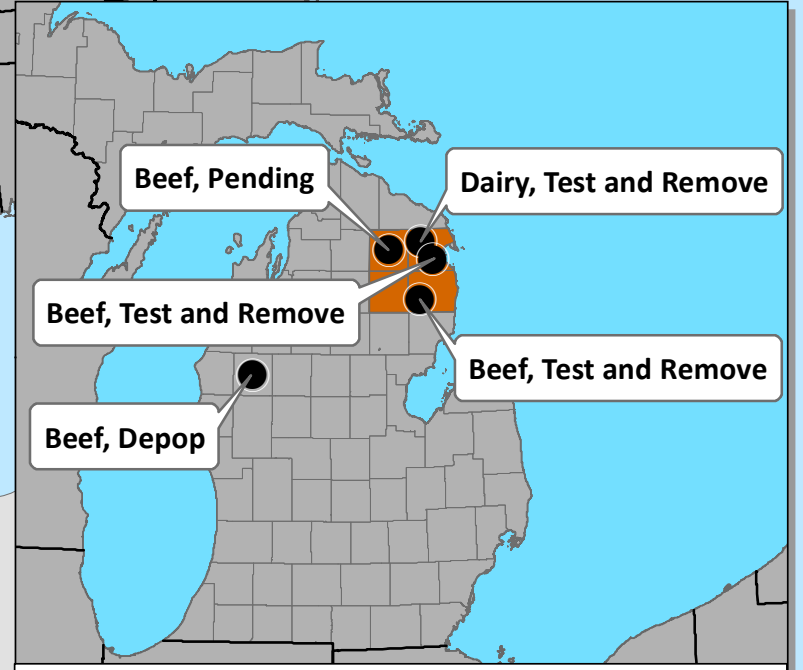 Beef, Pending
Dairy, Test and Remove
Beef, Test and Remove
Beef, Test and Remove
Beef, Depop